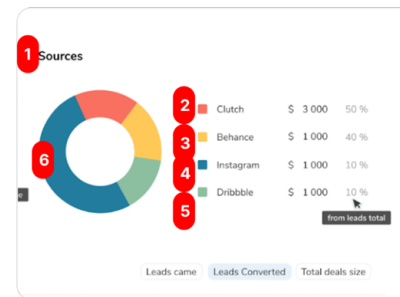 1 Sources
2 Clutch $ 3 000 50 %
3 Behance $ 1 000 40 %
4 Instagram $ 1 000 10 %
5 Dribbble $ 1 000 10 %
6
e
from leads total
Leads came Leads Converted Total deals size